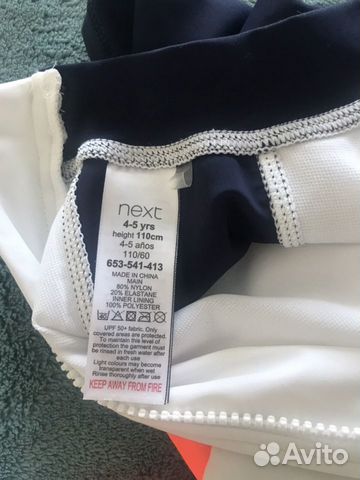 next
4-5 yrs
height 110cm
4-5 años
110/60
653-541-413
MADE IN CHINA
MAIN
80% NYLON
20% ELASTANE
INNER LINING
100% POLYESTER
UPF 50+ fabric. Only
covered areas are protected.
To maintain this level of
protection the garment must
be rinsed in fresh water after
each use
Light colours may become
transparent when wet
Rinse thoroughly after use
KEEP AWAY FROM FIRE
Avito